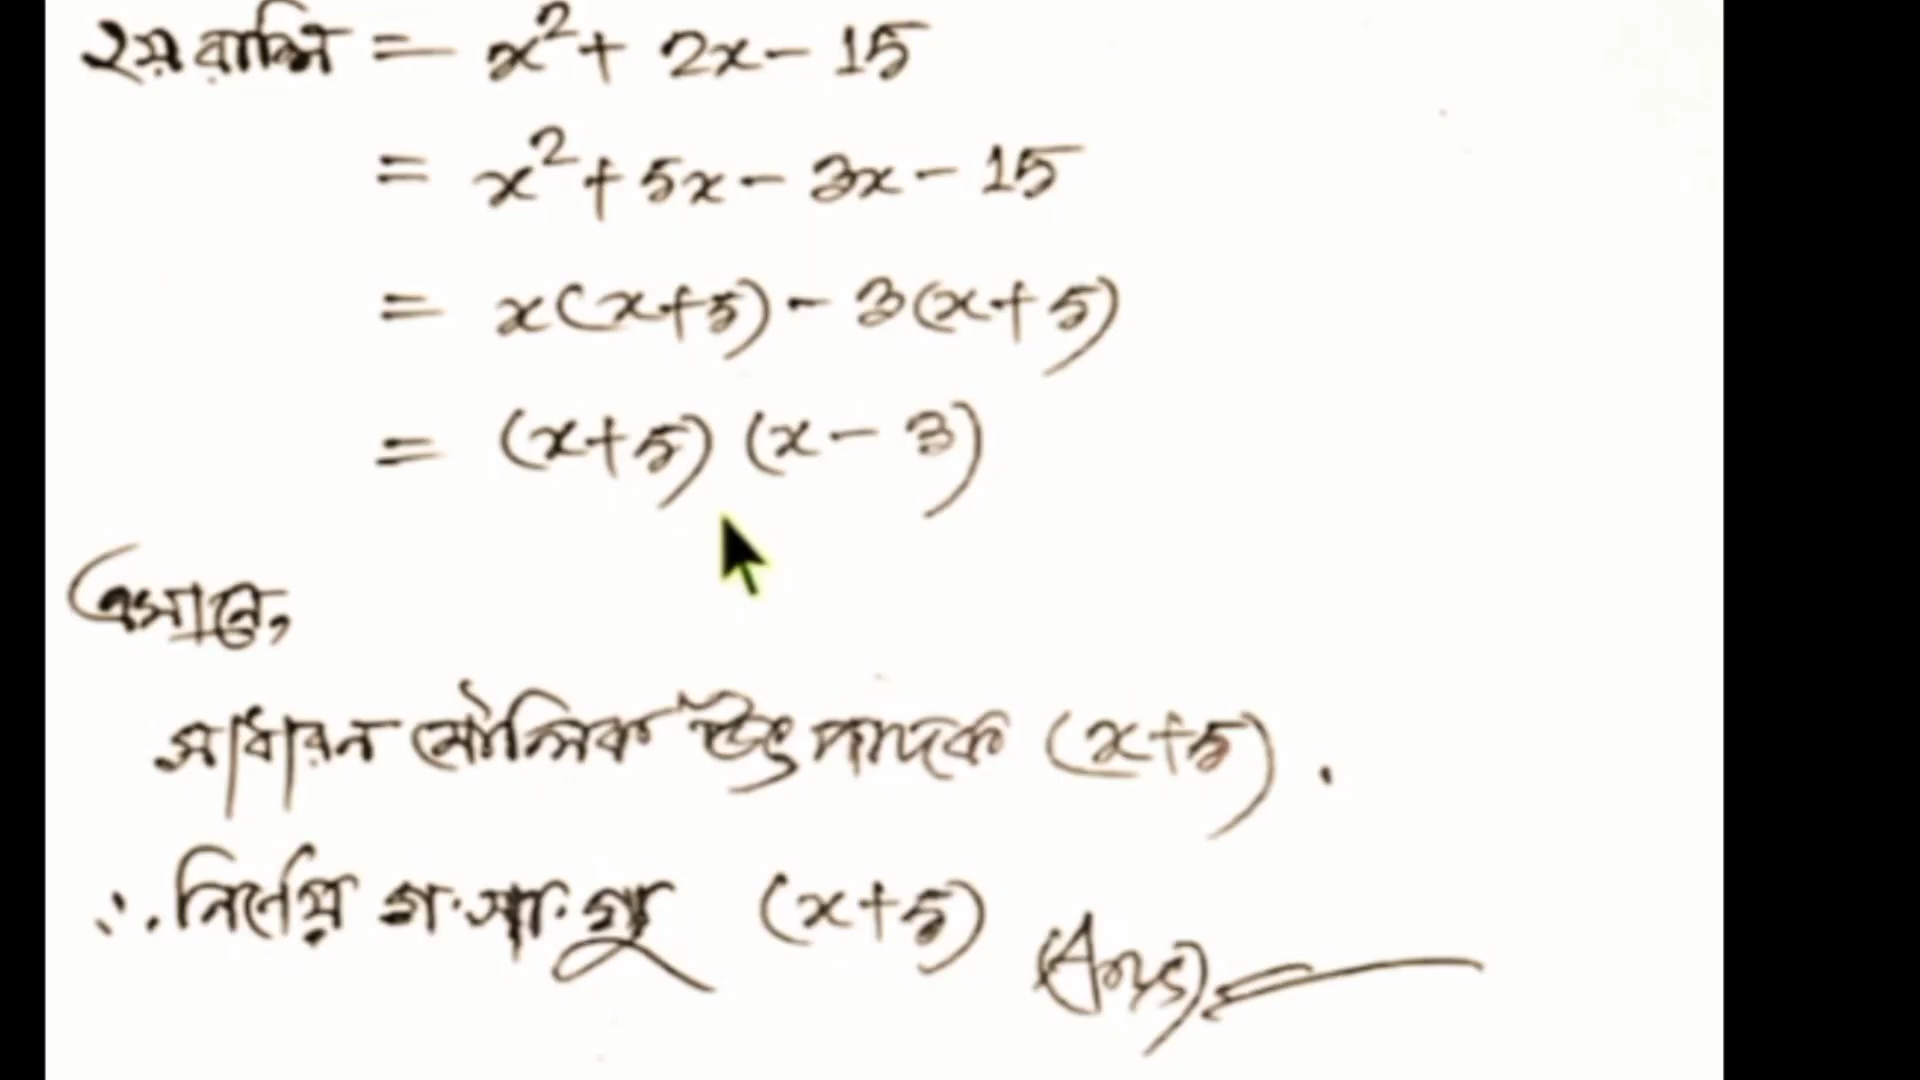 ২য় রাশি = x² + 2x - 15
= x² + 5x - 3x - 15
= x(x+5) - 3(x+5)
= (x+5) (x - 3)
এখানে,
সাধারন মৌলিক উৎপাদক (x+5).
∴ নির্ণেয় গ.সা.গু (x+5) (Ans)